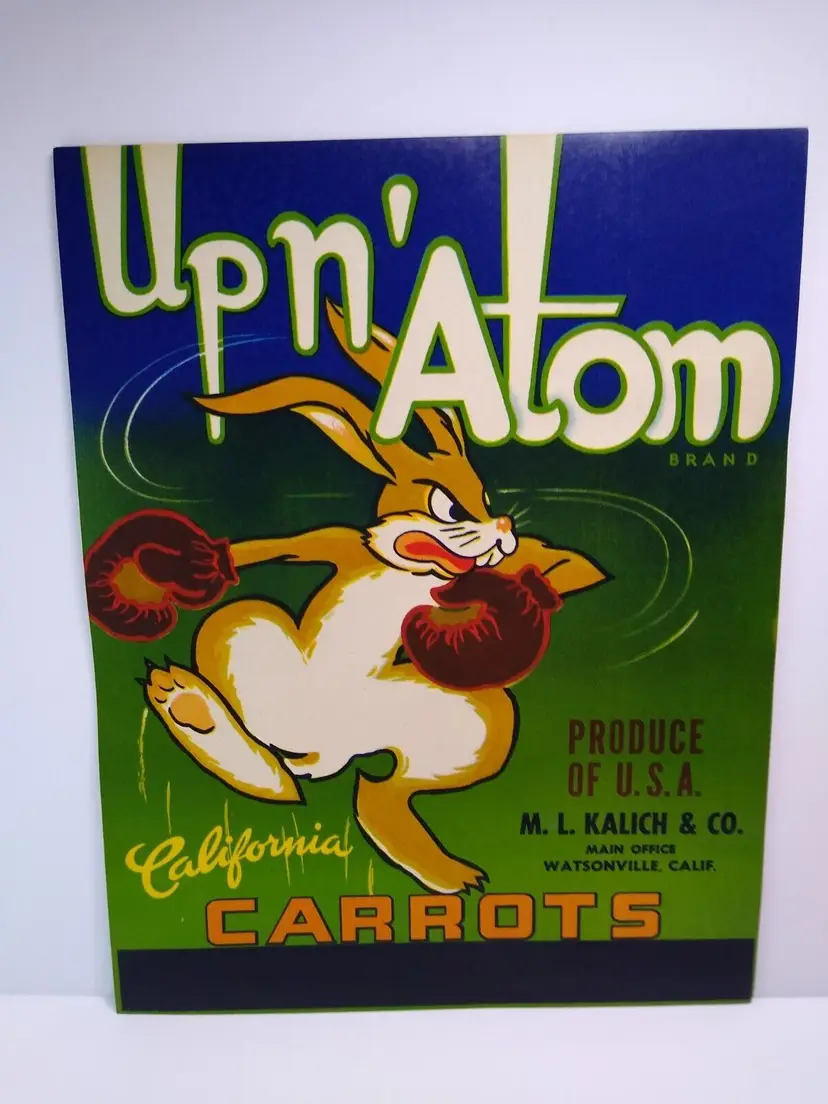 Up n' Atom
BRAND
PRODUCE
OF U.S.A.
M. L. KALICH & CO.
MAIN OFFICE
WATSONVILLE, CALIF.
California
CARROTS